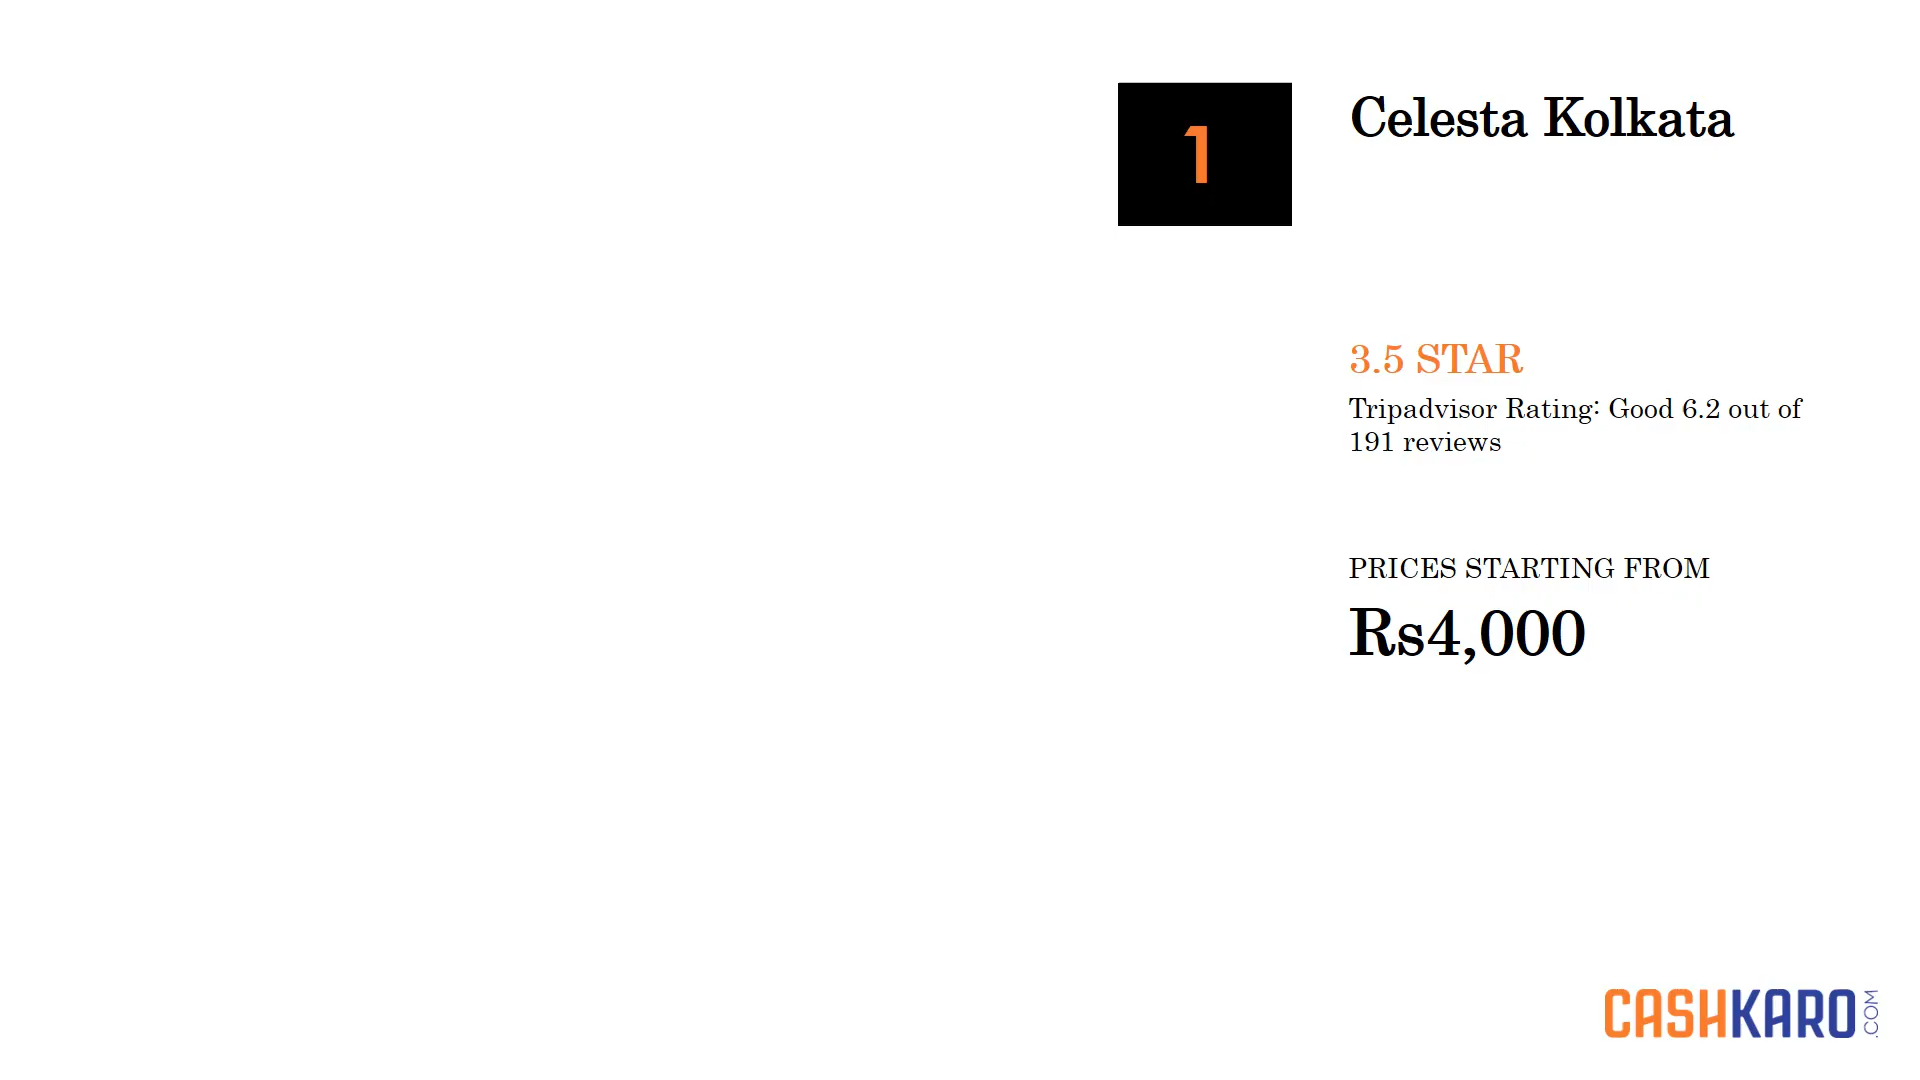 1
Celesta Kolkata
3.5 STAR
Tripadvisor Rating: Good 6.2 out of
191 reviews
PRICES STARTING FROM
Rs4,000
CASHKARO.COM